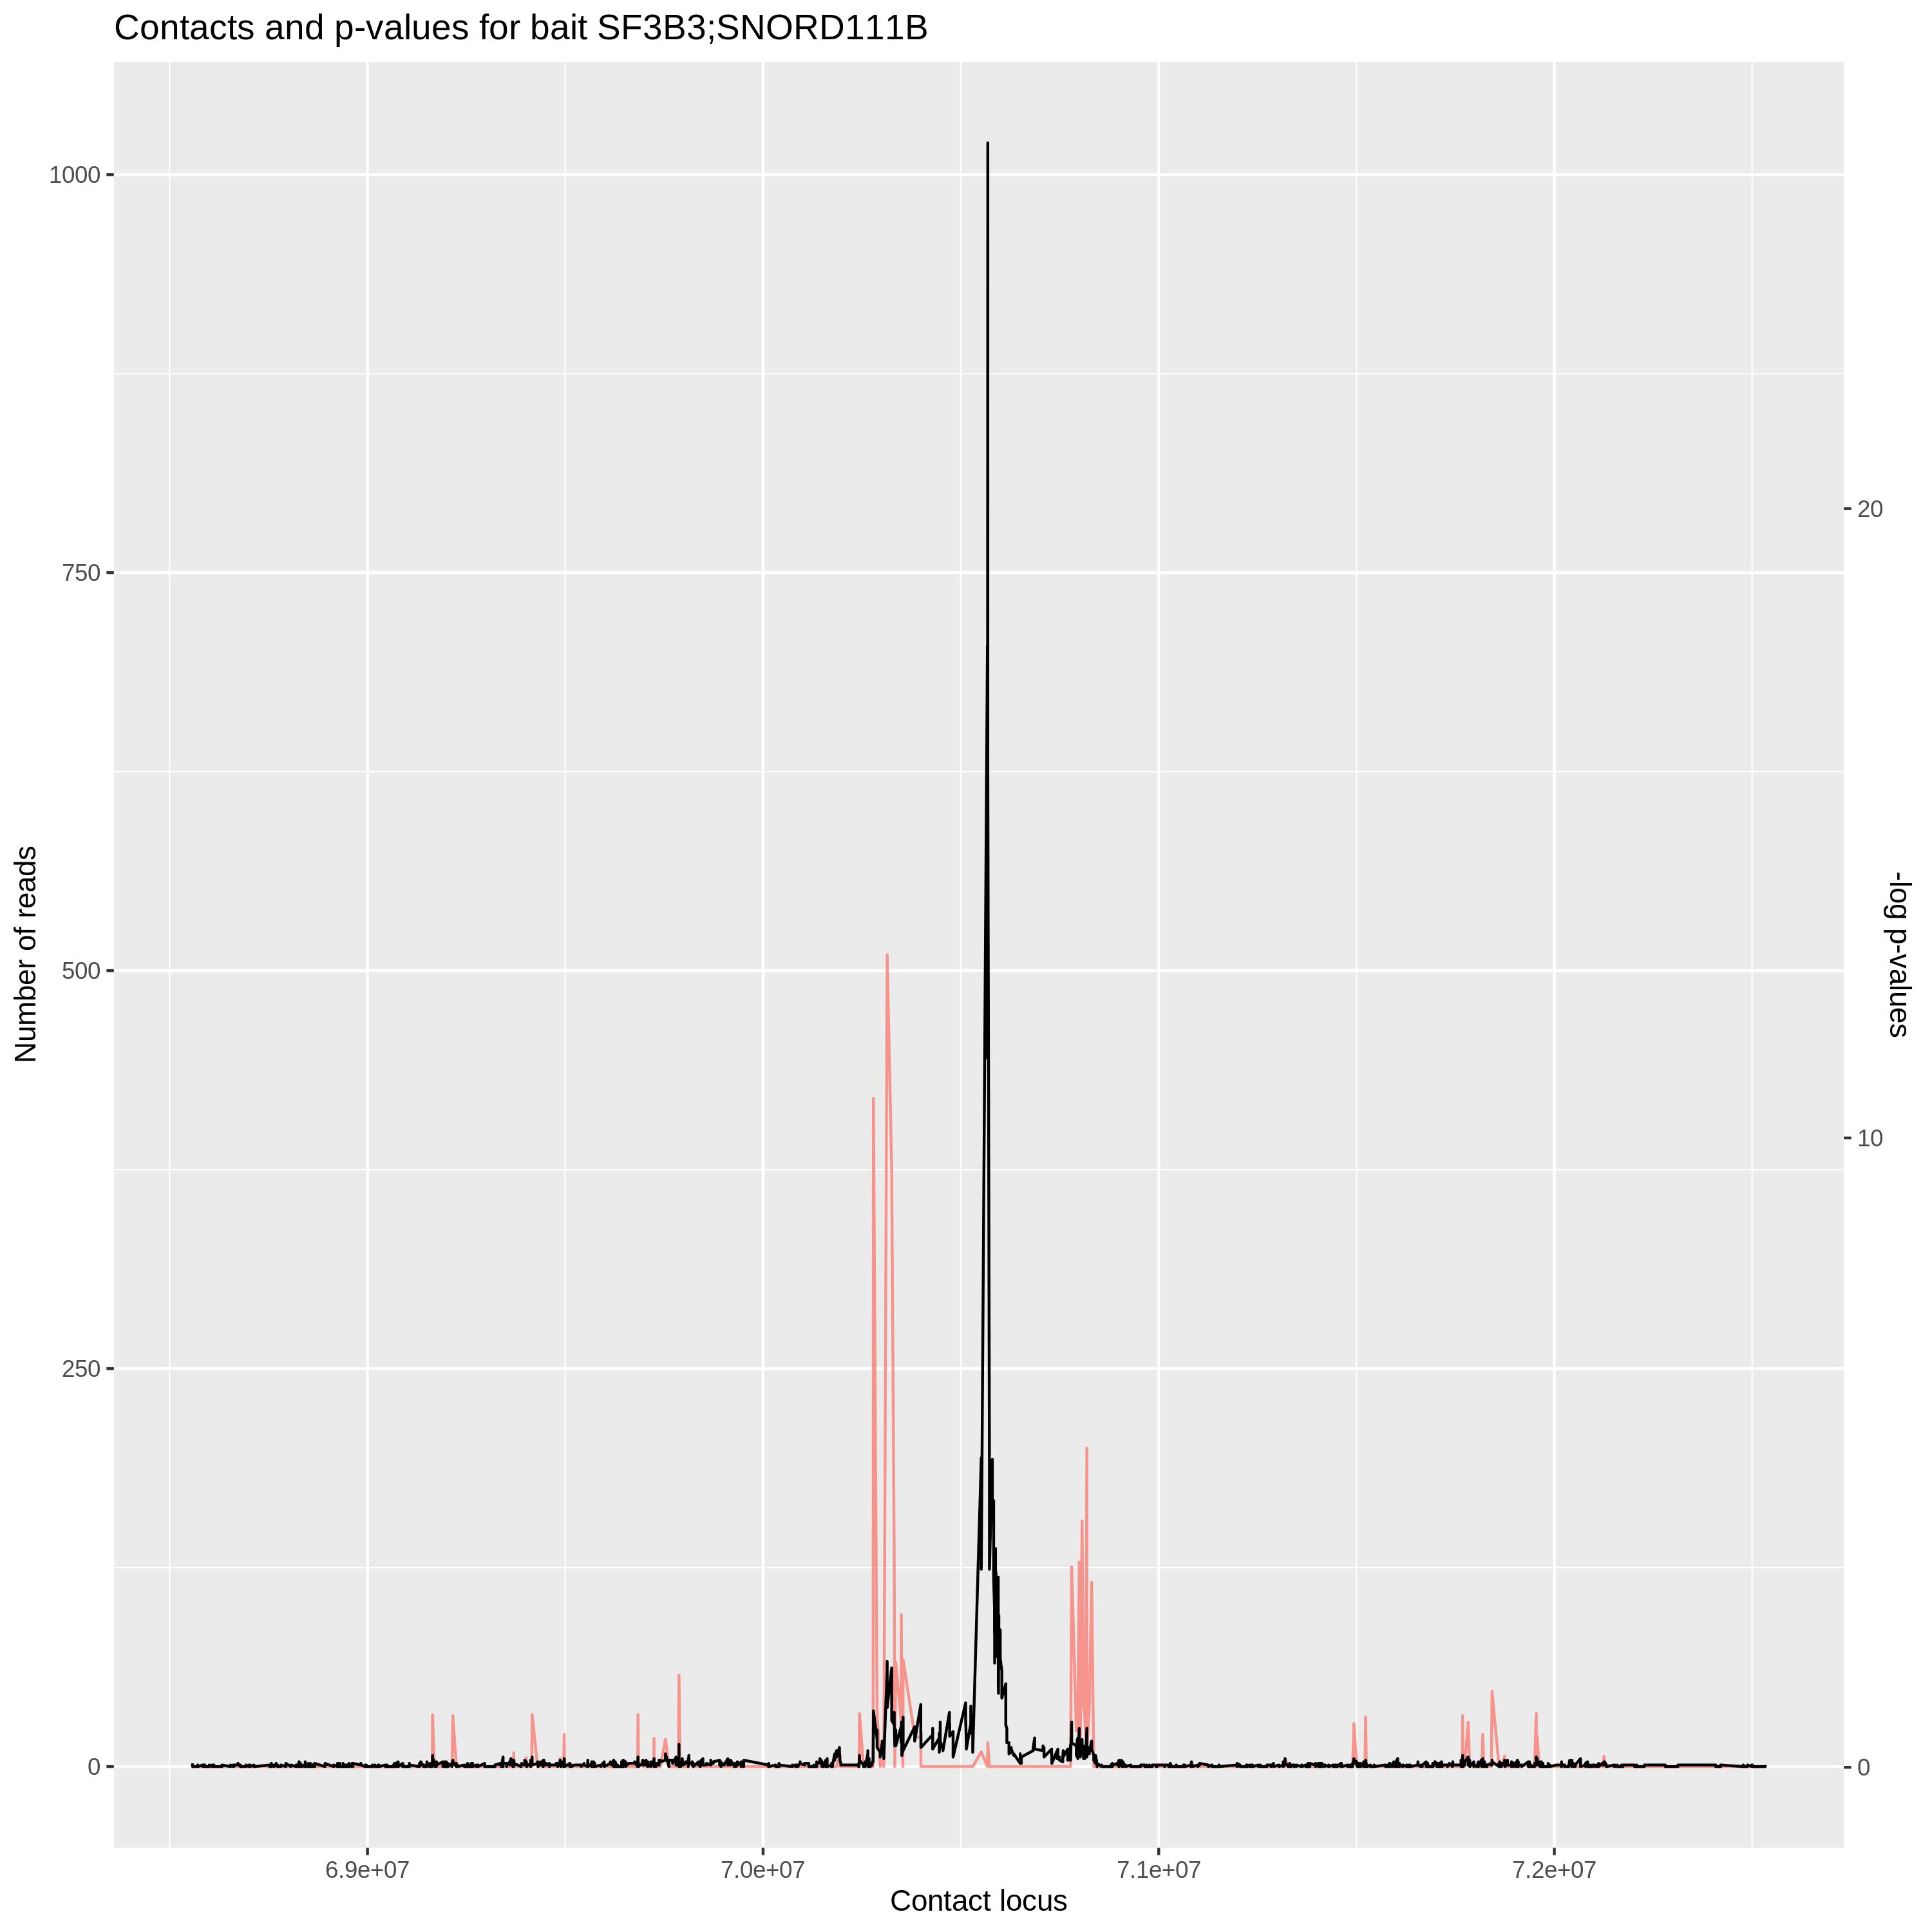 Contacts and p-values for bait SF3B3;SNORD111B
1000
750
500
250
0
Number of reads
20
10
0
-log p-values
6.9e+07
7.0e+07
7.1e+07
7.2e+07
Contact locus